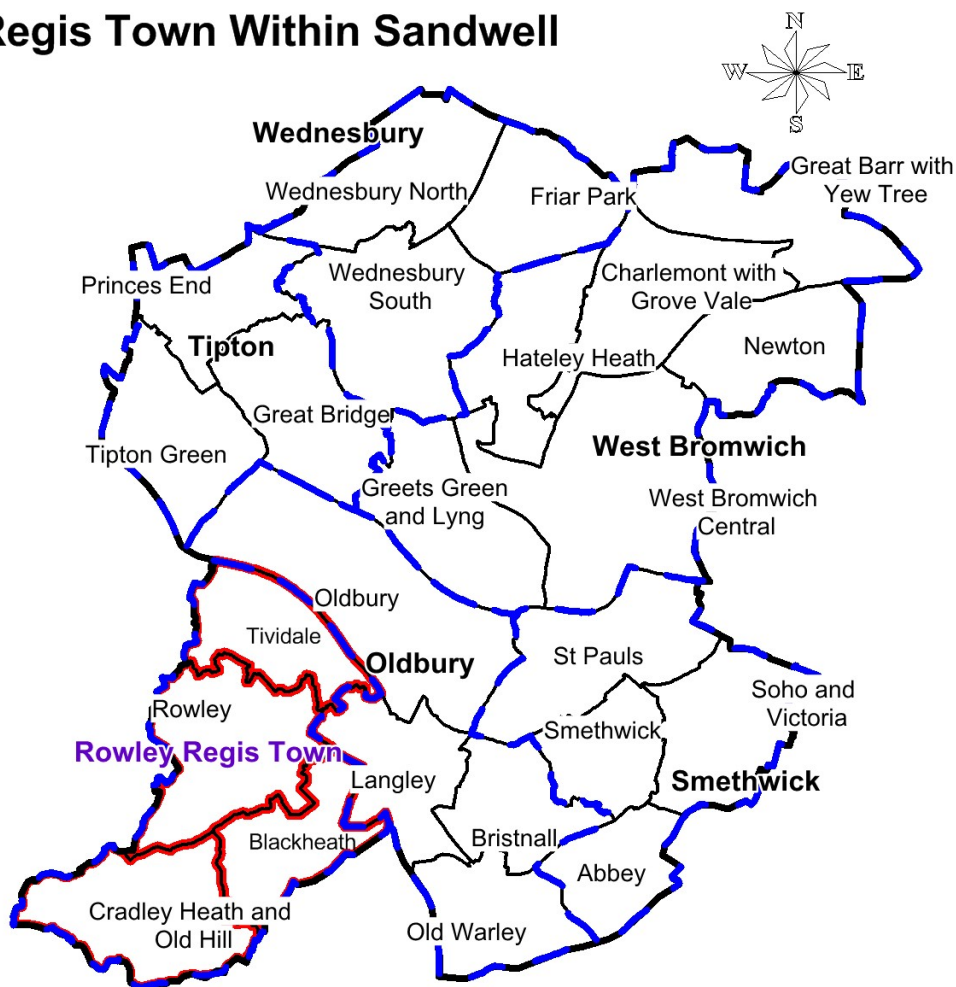 Regis Town Within Sandwell
N
W E
S
Wednesbury
Great Barr with
Yew Tree
Wednesbury North
Friar Park
Princes End
Wednesbury
South
Charlemont with
Grove Vale
Tipton
Hateley Heath
Newton
Great Bridge
Tipton Green
West Bromwich
Greets Green
and Lyng
West Bromwich
Central
Oldbury
Tividale
Oldbury
St Pauls
Rowley
Soho and
Victoria
Smethwick
Rowley Regis Town
Langley
Smethwick
Blackheath
Bristnall
Abbey
Cradley Heath and
Old Hill
Old Warley